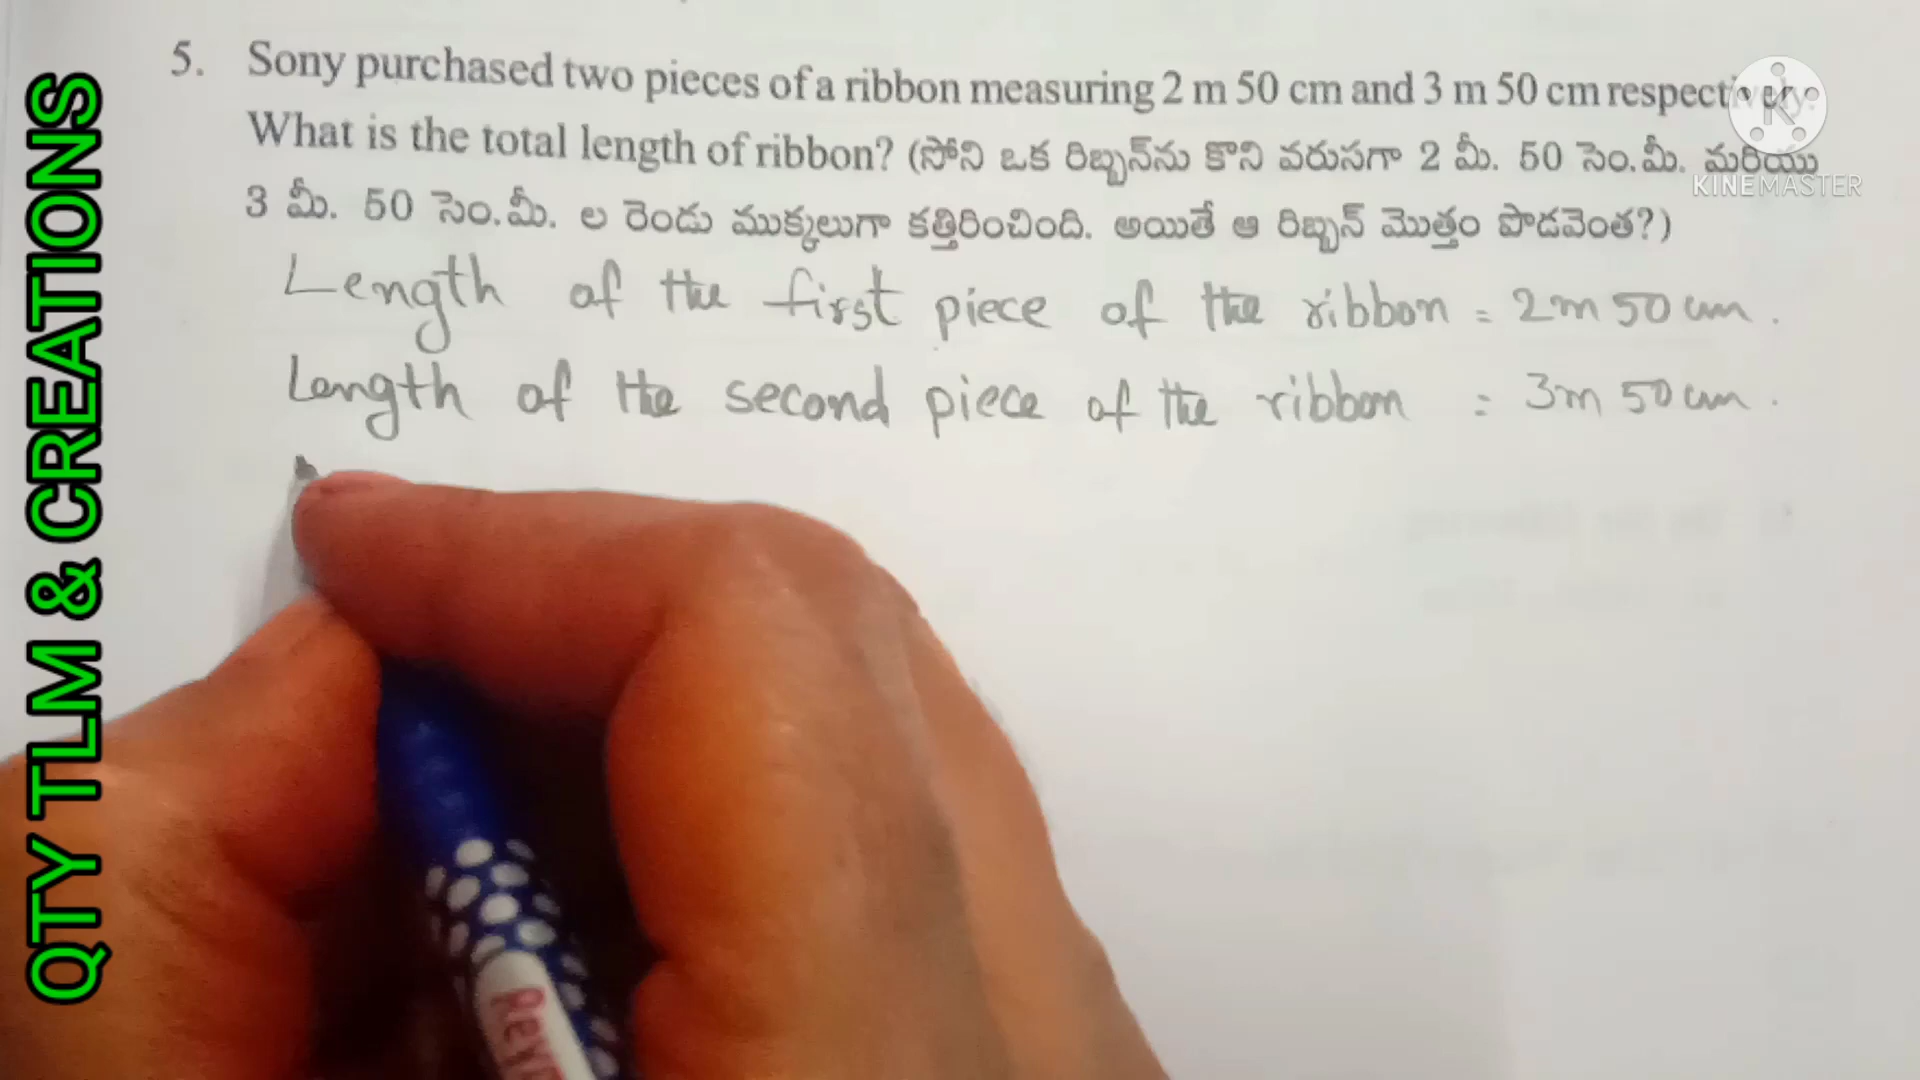 5. Sony purchased two pieces of a ribbon measuring 2 m 50 cm and 3 m 50 cm respectively.
What is the total length of ribbon? (సోని ఒక రిబ్బన్‌ను కొని వరుసగా 2 మీ. 50 సెం.మీ. మరియు
3 మీ. 50 సెం.మీ. ల రెండు ముక్కలుగా కత్తిరించింది. అయితే ఆ రిబ్బన్ మొత్తం పొడవెంత?)
Length of the first piece of the ribbon = 2m 50 cm.
Length of the second piece of the ribbon = 3m 50 cm.
QTY TLM & CREATIONS
K
KINEMASTER